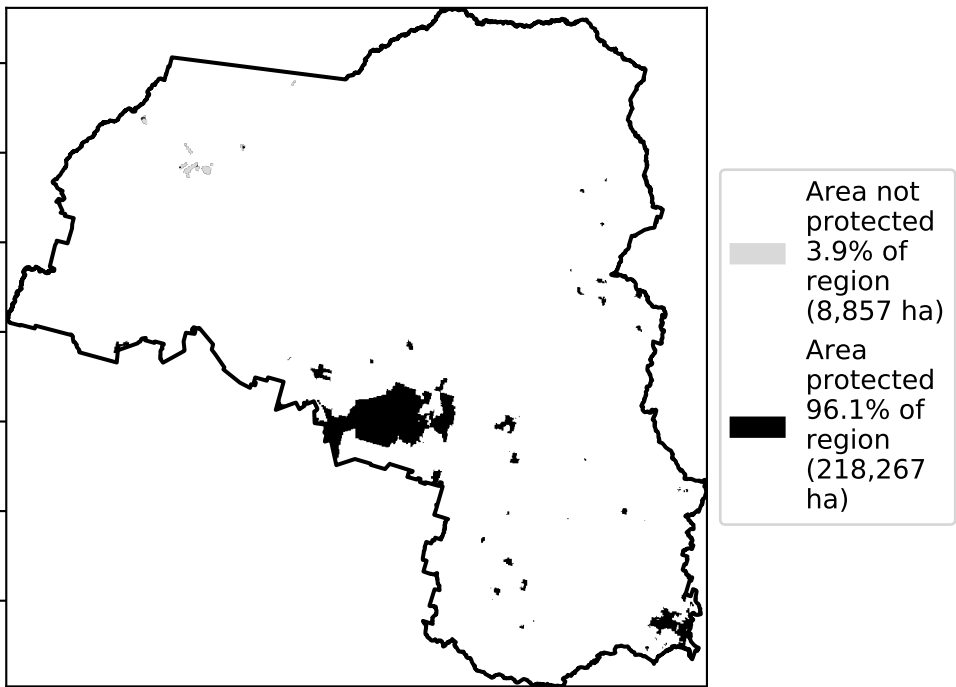 Area not
protected
3.9% of
region
(8,857 ha)
Area
protected
96.1% of
region
(218,267
ha)